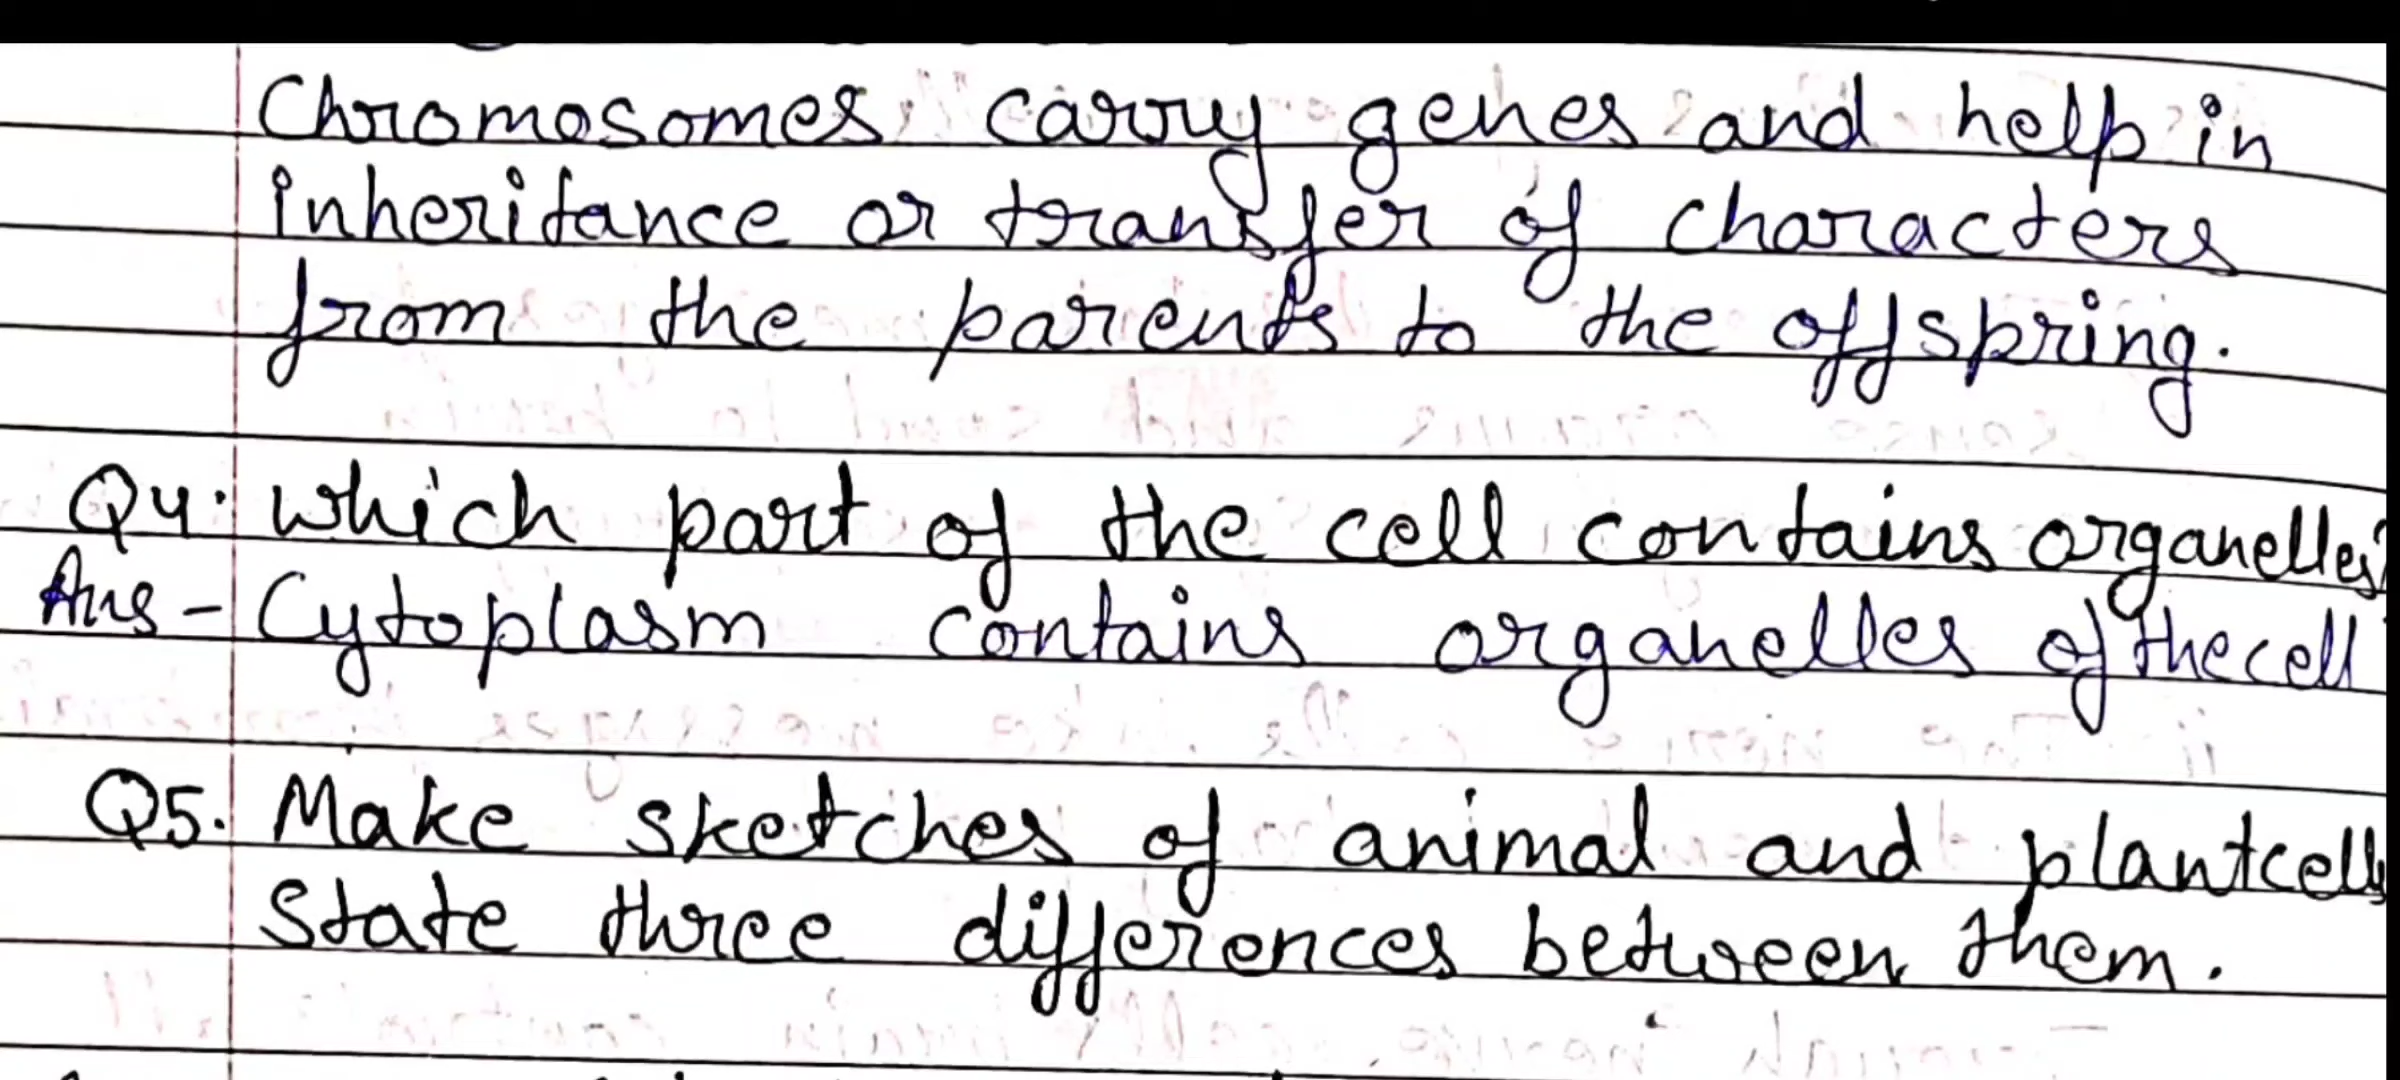 Chromosomes carry genes and help in
inheritance or transfer of characters
from the parents to the offspring.
Q4. which part of the cell contains organelles?
Ans - Cytoplasm contains organelles of the cell
Q5. Make sketches of animal and plantcells
State three differences between them.